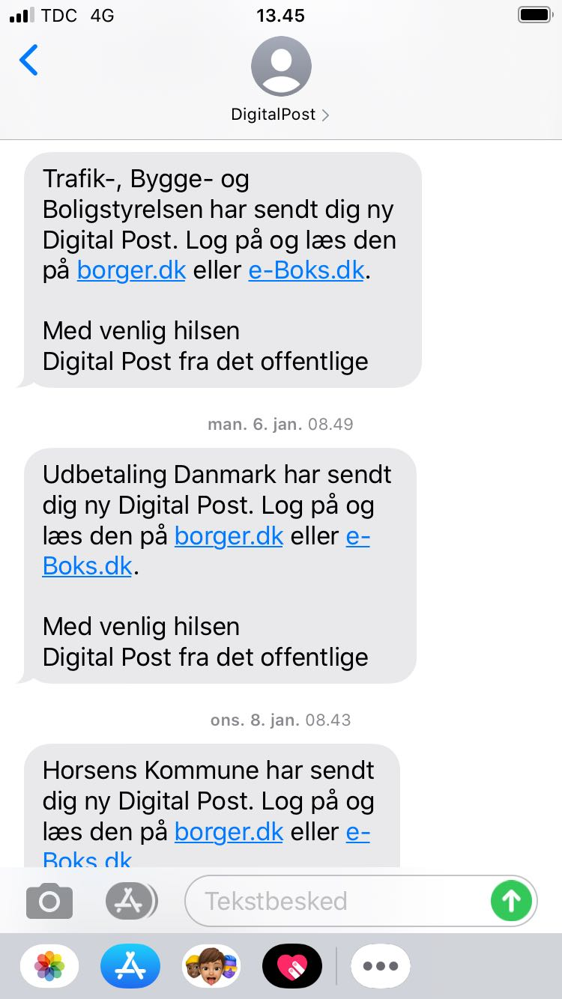 TDC 4G 13.45
DigitalPost
Trafik-, Bygge- og
Boligstyrelsen har sendt dig ny
Digital Post. Log på og læs den
på borger.dk eller e-Boks.dk.
Med venlig hilsen
Digital Post fra det offentlige
man. 6. jan. 08.49
Udbetaling Danmark har sendt
dig ny Digital Post. Log på og
læs den på borger.dk eller e-
Boks.dk.
Med venlig hilsen
Digital Post fra det offentlige
ons. 8. jan. 08.43
Horsens Kommune har sendt
dig ny Digital Post. Log på og
læs den på borger.dk eller e-
Boks.dk
Tekstbesked